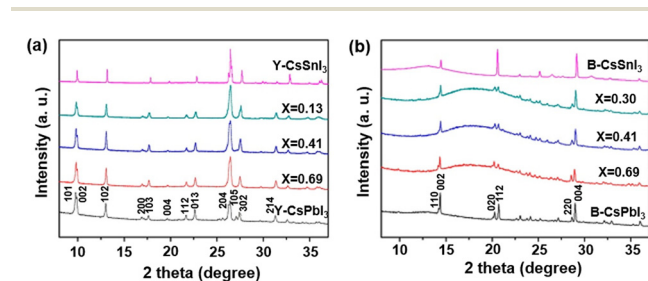 (a)
Y-CsSnI3
X=0.13
X=0.41
X=0.69
Y-CsPbI3
101
002
102
200
103
004
112
013
204
105
302
214
Intensity (a. u.)
10 15 20 25 30 35
2 theta (degree)
(b)
B-CsSnI3
X=0.30
X=0.41
X=0.69
B-CsPbI3
110
002
020
112
220
004
Intensity (a. u.)
10 15 20 25 30 35
2 theta (degree)